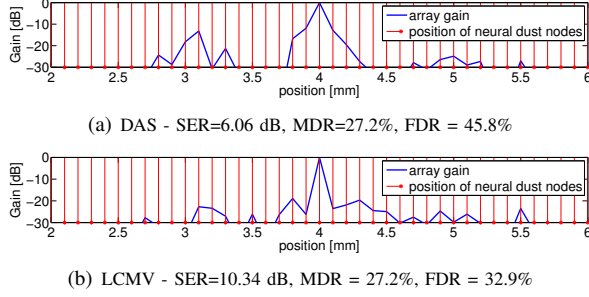 Gain [dB]
0
−10
−20
−30
array gain
position of neural dust nodes
2 2.5 3 3.5 4 4.5 5 5.5 6
position [mm]
(a) DAS - SER=6.06 dB, MDR=27.2%, FDR = 45.8%
Gain [dB]
0
−10
−20
−30
array gain
position of neural dust nodes
2 2.5 3 3.5 4 4.5 5 5.5 6
position [mm]
(b) LCMV - SER=10.34 dB, MDR = 27.2%, FDR = 32.9%